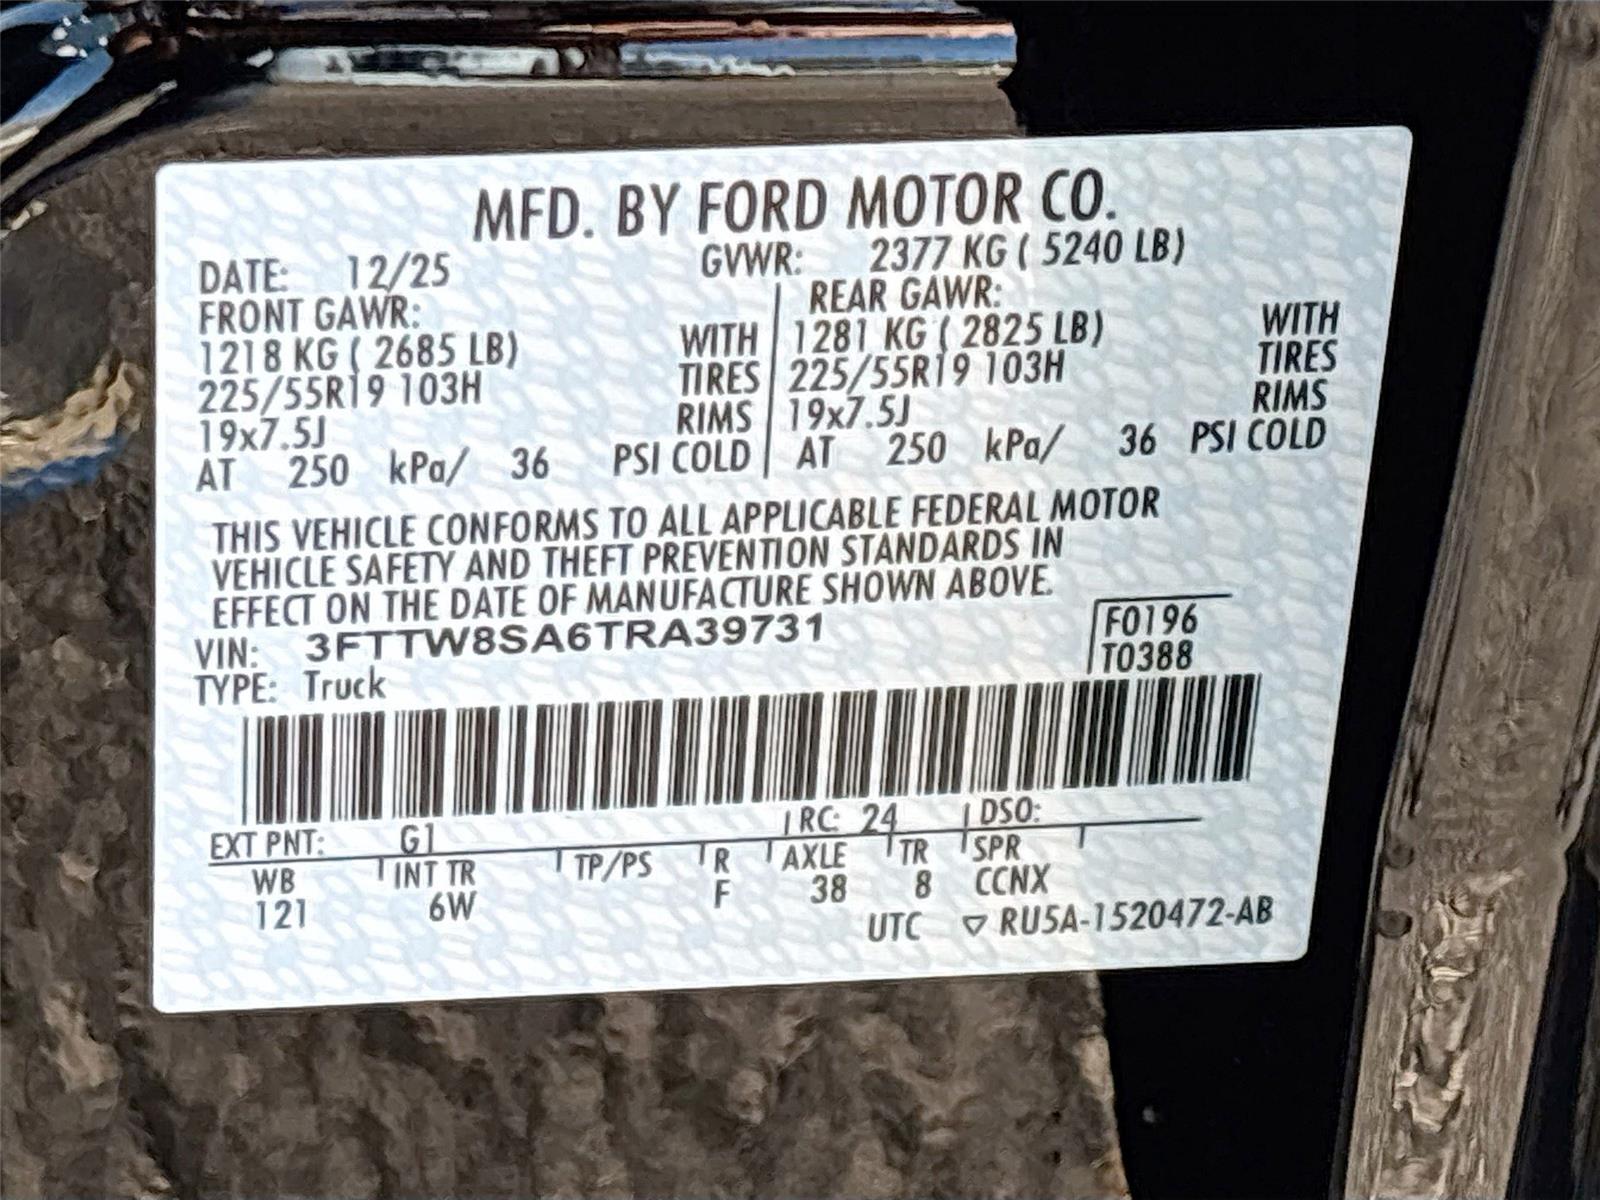 MFD. BY FORD MOTOR CO.
DATE: 12/25 GVWR: 2377 KG ( 5240 LB)
FRONT GAWR: REAR GAWR:
1218 KG ( 2685 LB) WITH 1281 KG ( 2825 LB) WITH
225/55R19 103H TIRES 225/55R19 103H TIRES
19x7.5J RIMS 19x7.5J RIMS
AT 250 kPa/ 36 PSI COLD AT 250 kPa/ 36 PSI COLD
THIS VEHICLE CONFORMS TO ALL APPLICABLE FEDERAL MOTOR
VEHICLE SAFETY AND THEFT PREVENTION STANDARDS IN
EFFECT ON THE DATE OF MANUFACTURE SHOWN ABOVE.
VIN: 3FTTW8SA6TRA39731 F0196
TYPE: Truck T0388
EXT PNT: G1 RC: 24 DSO:
WB INT TR TP/PS R AXLE TR SPR
121 6W F 38 8 CCNX
UTC ▽ RU5A-1520472-AB